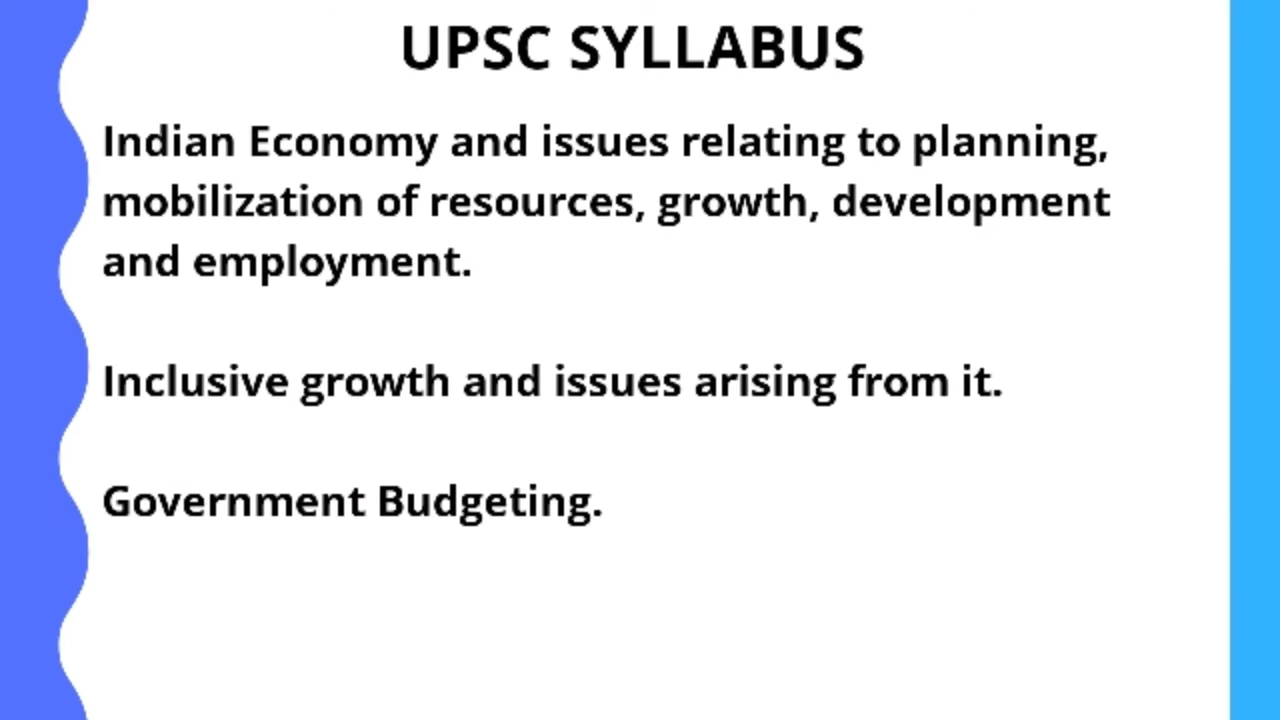 UPSC SYLLABUS
Indian Economy and issues relating to planning,
mobilization of resources, growth, development
and employment.
Inclusive growth and issues arising from it.
Government Budgeting.